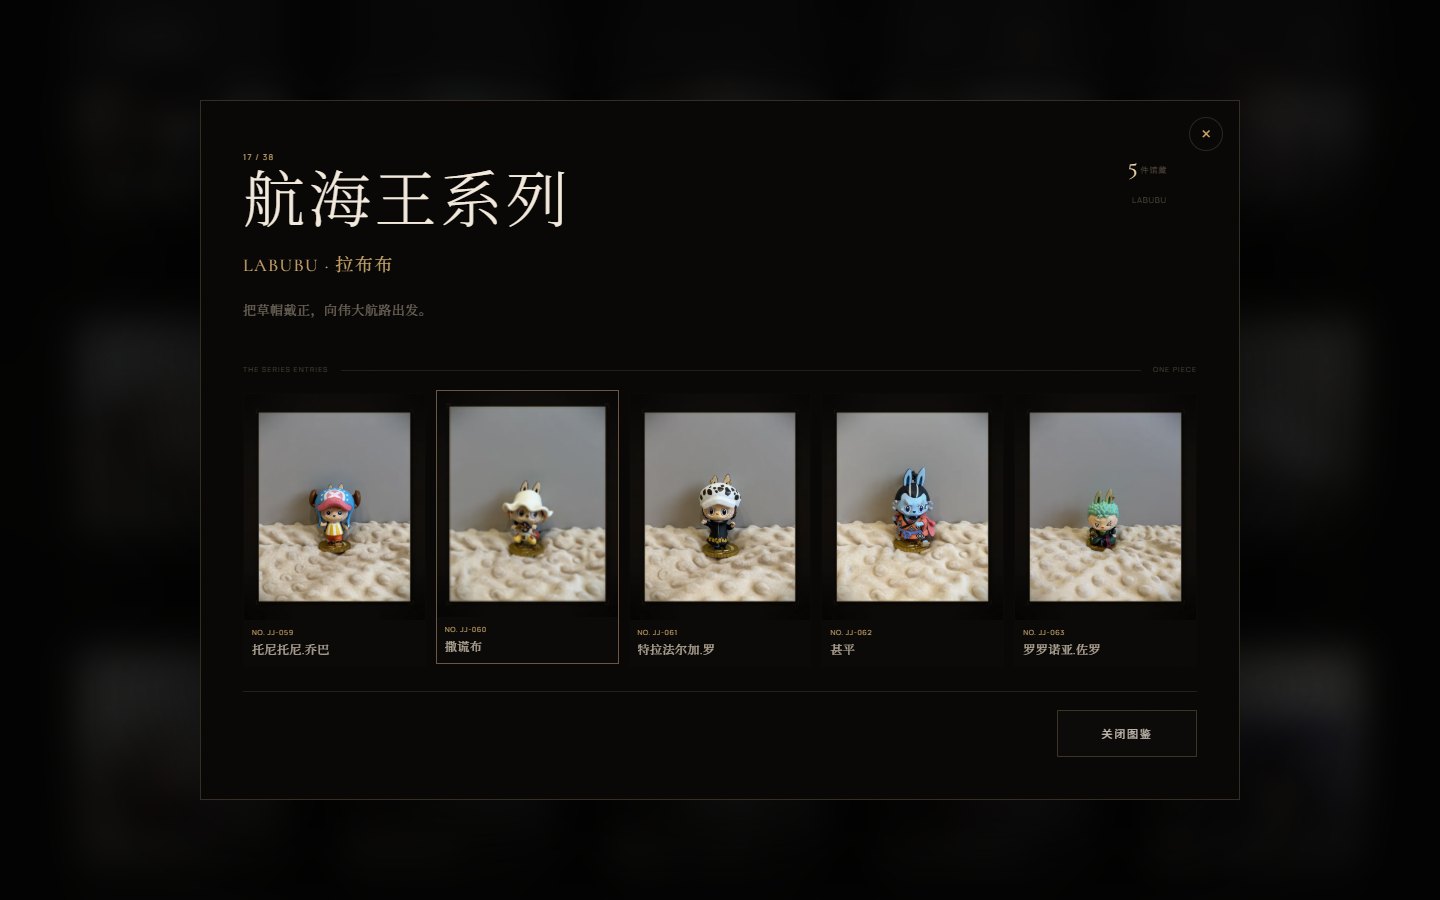 17 / 38
航海王系列
LABUBU · 拉布布
把草帽戴正，向伟大航路出发。
5 件馆藏
LABUBU
THE SERIES ENTRIES
ONE PIECE
NO. JJ-059
托尼托尼.乔巴
NO. JJ-060
撒谎布
NO. JJ-061
特拉法尔加.罗
NO. JJ-062
甚平
NO. JJ-063
罗罗诺亚.佐罗
关闭图鉴